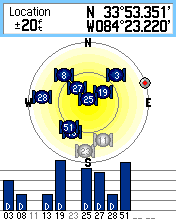 Location N 33°53.351'
±20' W084°23.220'
N
8 3
27 19
28 25
W E
51
S
D D D D D D
03 08 11 13 19 23 25 27 28 51